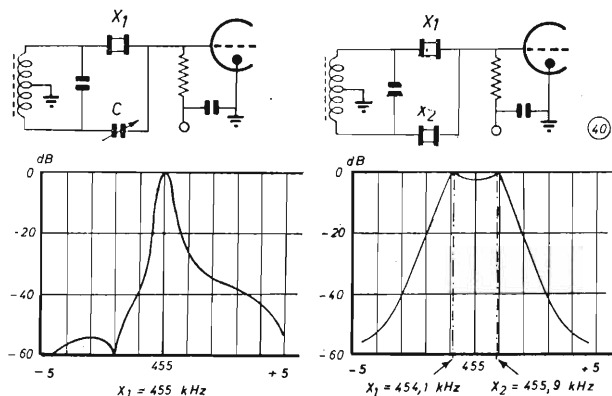 X1
C
X1
X2
40
dB
0
-20
-40
-60
-5
455
+5
X1 = 455 kHz
dB
0
-20
-40
-60
-5
455
+5
X1 = 454,1 kHz
X2 = 455,9 kHz